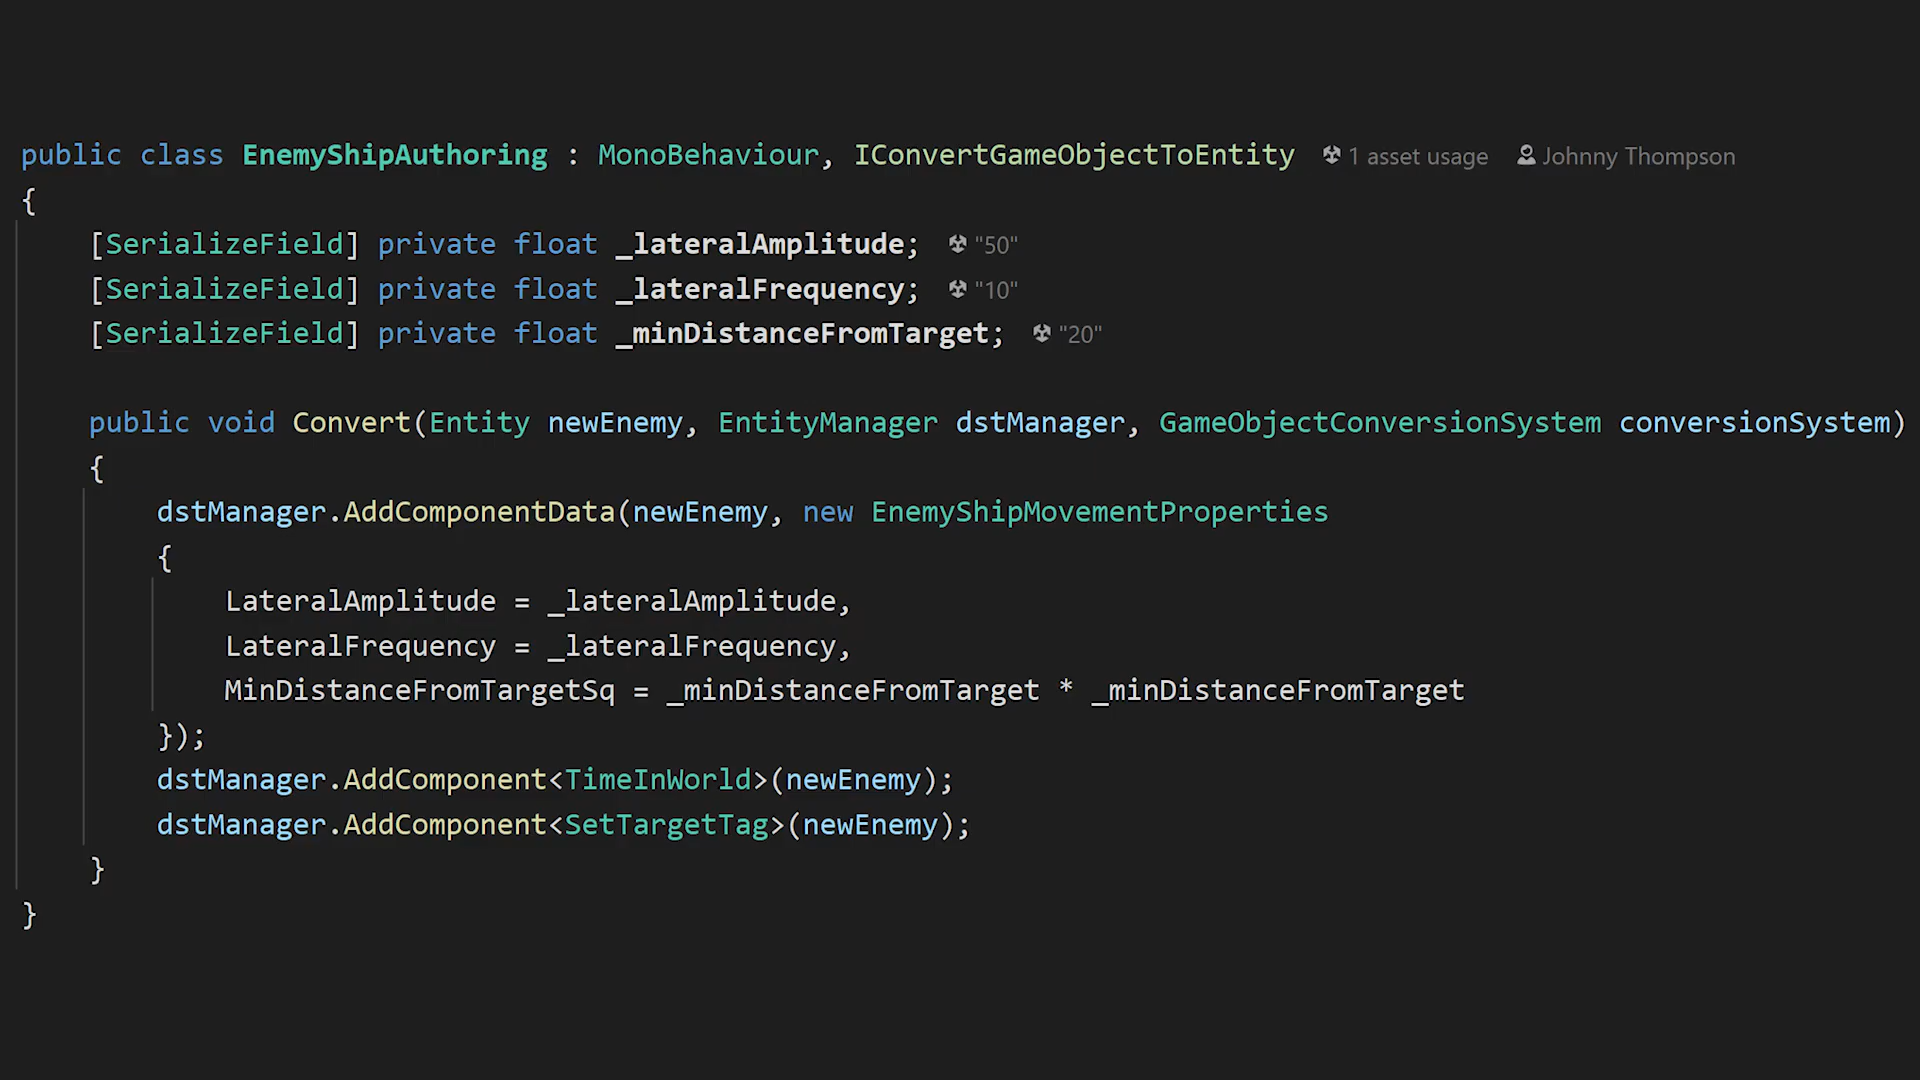 public class EnemyShipAuthoring : MonoBehaviour, IConvertGameObjectToEntity 1 asset usage Johnny Thompson
{
[SerializeField] private float _lateralAmplitude; "50"
[SerializeField] private float _lateralFrequency; "10"
[SerializeField] private float _minDistanceFromTarget; "20"
public void Convert(Entity newEnemy, EntityManager dstManager, GameObjectConversionSystem conversionSystem)
{
dstManager.AddComponentData(newEnemy, new EnemyShipMovementProperties
{
LateralAmplitude = _lateralAmplitude,
LateralFrequency = _lateralFrequency,
MinDistanceFromTargetSq = _minDistanceFromTarget * _minDistanceFromTarget
});
dstManager.AddComponent<TimeInWorld>(newEnemy);
dstManager.AddComponent<SetTargetTag>(newEnemy);
}
}